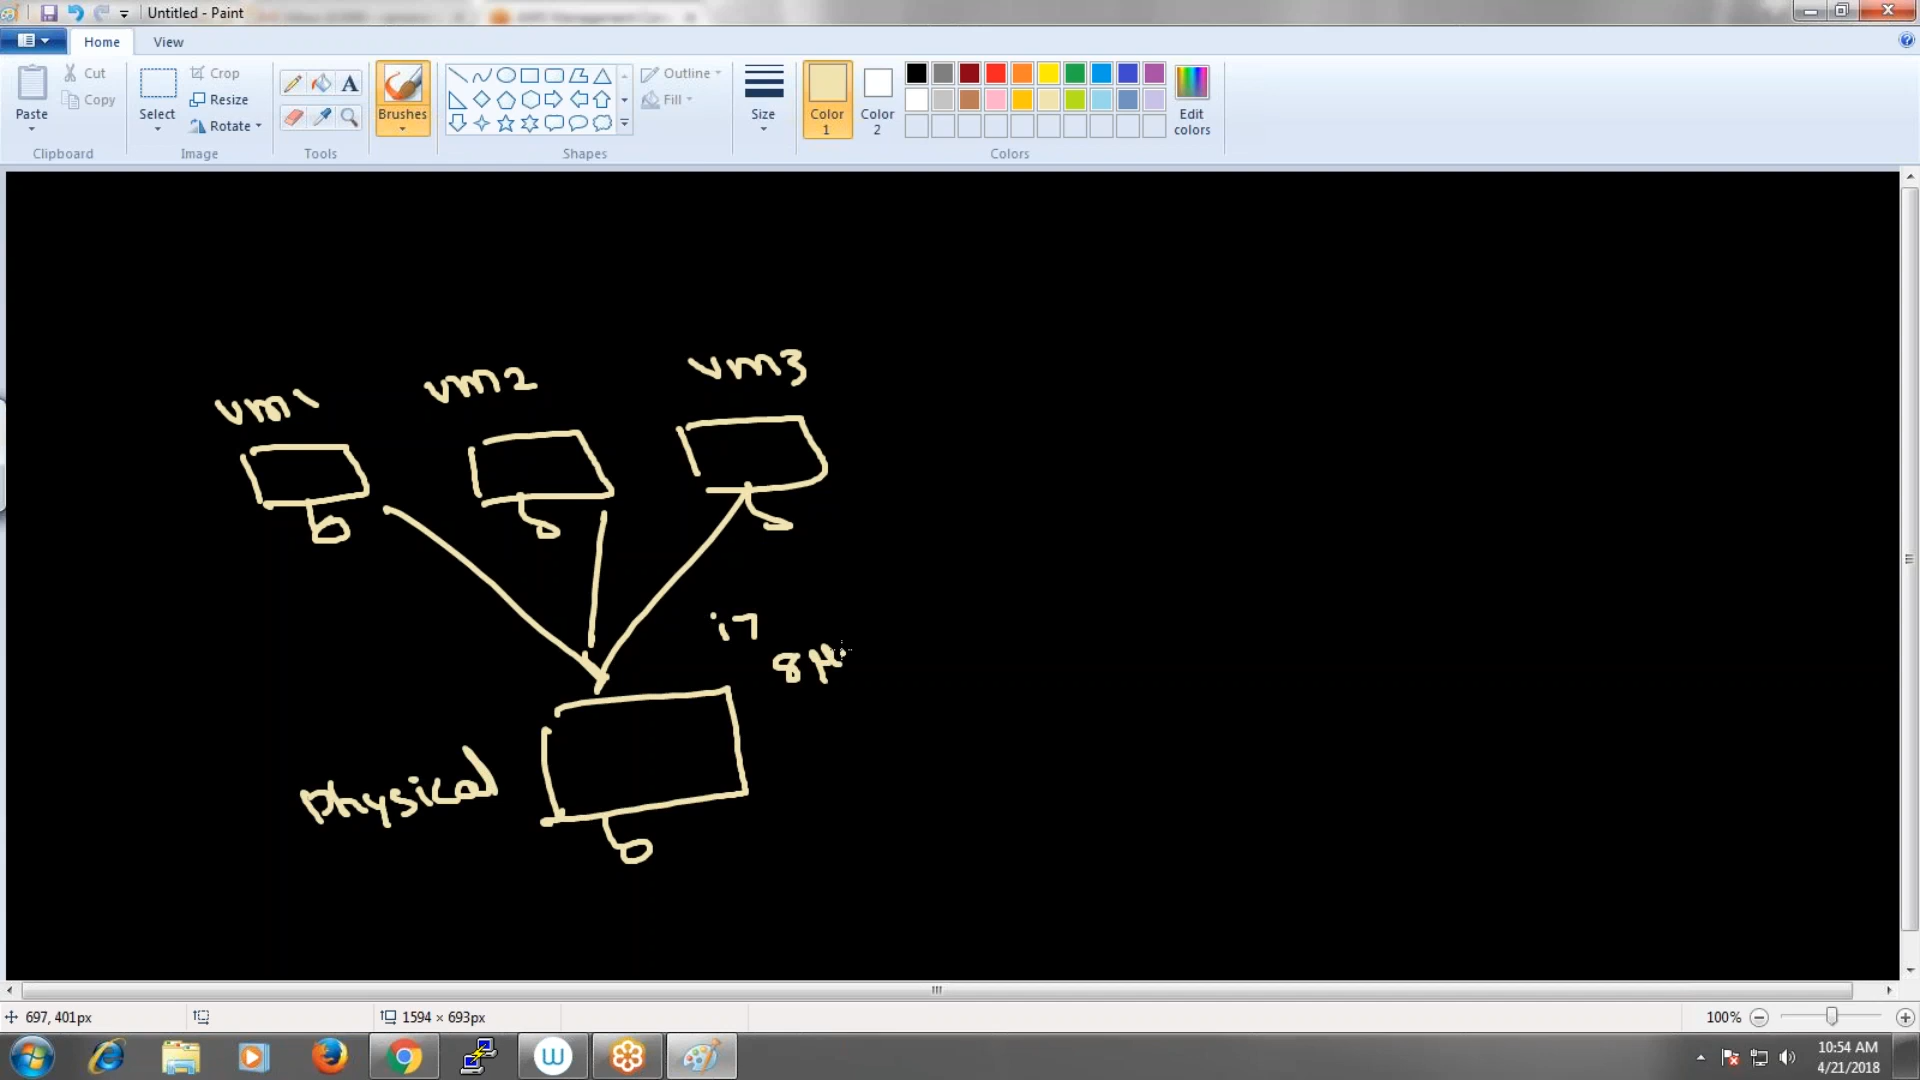 Untitled - Paint
Home View
Paste
Cut
Copy
Clipboard
Select
Crop
Resize
Rotate
Image
A
Tools
Brushes
Shapes
Outline
Fill
Size
Color 1
Color 2
Edit colors
Colors
vm1 vm2 vm3
i7
8
Physical
697, 401px
1594 × 693px
100%
10:54 AM
4/21/2018